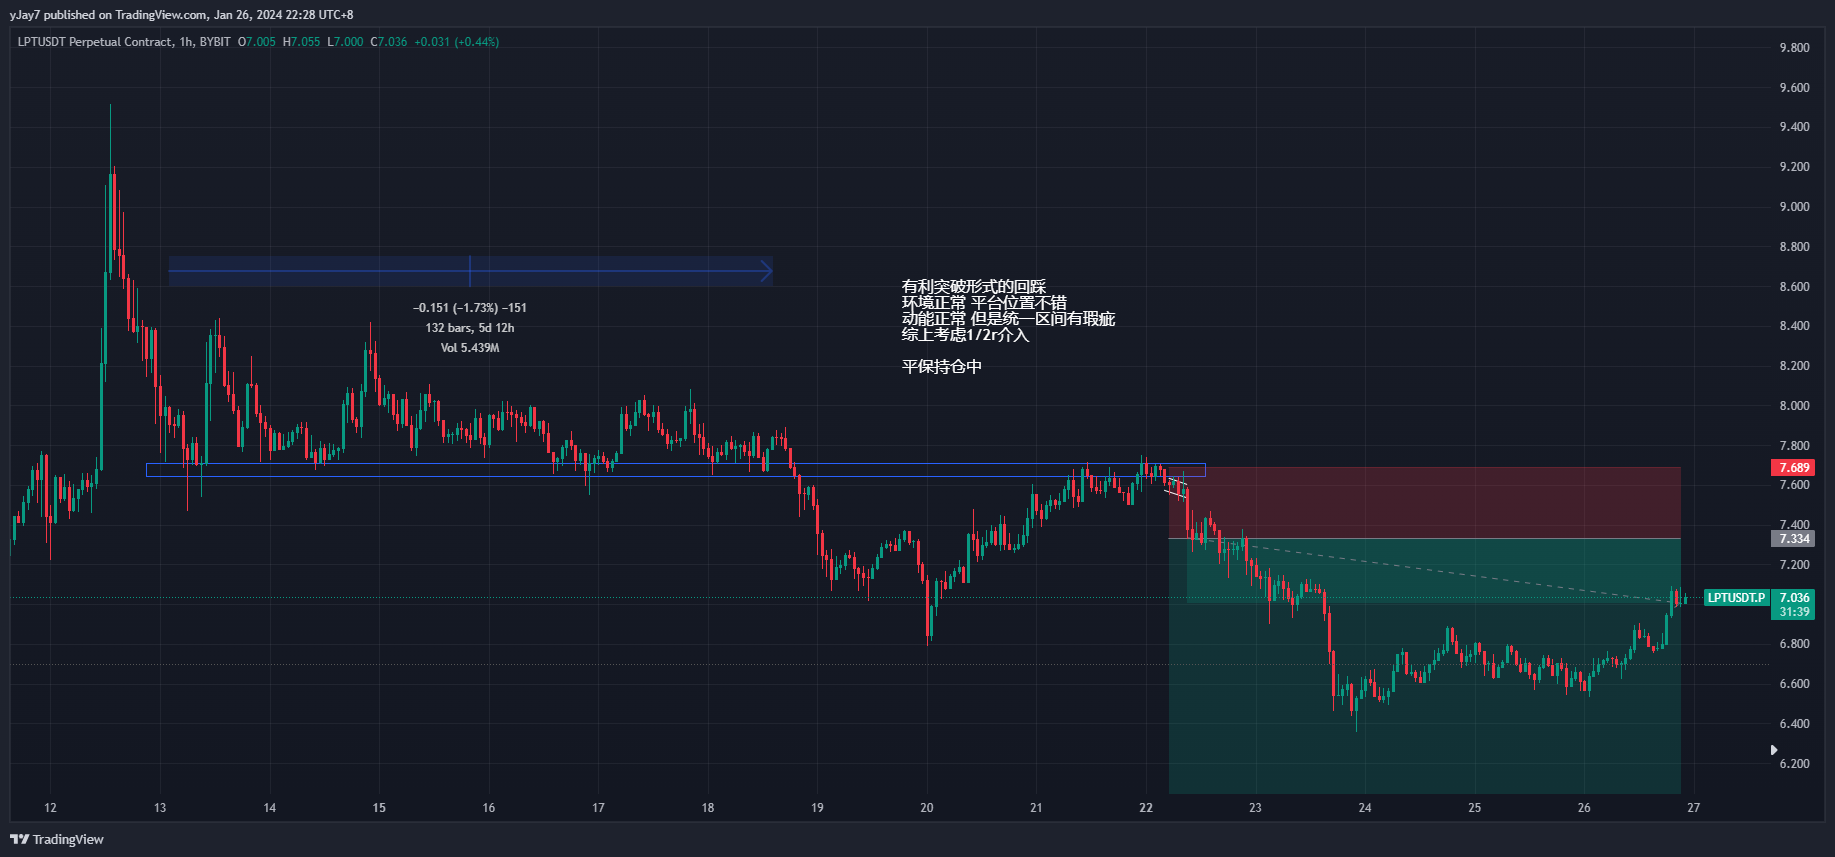 yJay7 published on TradingView.com, Jan 26, 2024 22:28 UTC+8
LPTUSDT Perpetual Contract, 1h, BYBIT O7.005 H7.055 L7.000 C7.036 +0.031 (+0.44%)
9.800
9.600
9.400
9.200
9.000
8.800
8.600
8.400
8.200
8.000
7.800
7.689
7.600
7.400
7.334
7.200
LPTUSDT.P 7.036
31:39
6.800
6.600
6.400
6.200
−0.151 (−1.73%) −151
132 bars, 5d 12h
Vol 5.439M
有利突破形式的回踩
环境正常 平台位置不错
动能正常 但是统一区间有瑕疵
综上考虑1/2r介入
平保持仓中
12 13 14 15 16 17 18 19 20 21 22 23 24 25 26 27
TradingView